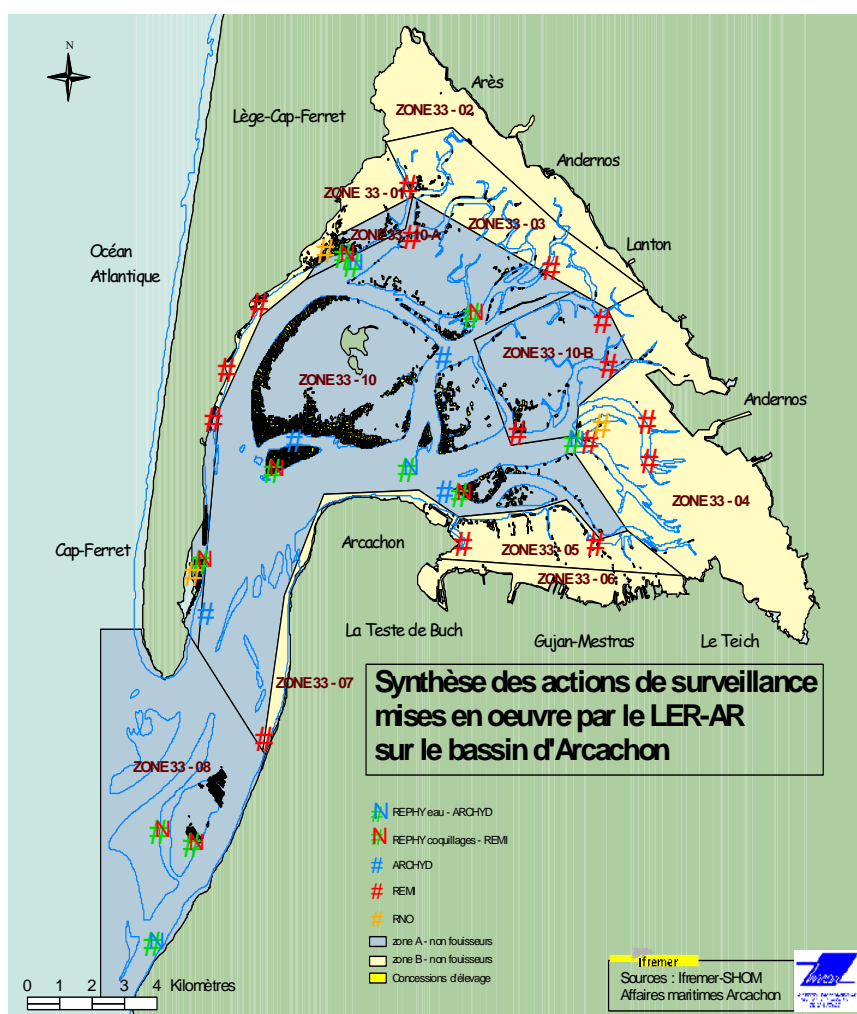 N
Arès
ZONE 33 - 02
Lège-Cap-Ferret
Andernos
ZONE 33 - 01
ZONE 33 - 03
ZONE 33 - 10-A
Lanton
Océan
Atlantique
ZONE 33 - 10-B
ZONE 33 - 10
Andernos
ZONE 33 - 04
Arcachon
Cap-Ferret
ZONE 33 - 05
ZONE 33 - 06
La Teste de Buch
Gujan-Mestras
Le Teich
ZONE 33 - 07
Synthèse des actions de surveillance
mises en oeuvre par le LER-AR
sur le bassin d'Arcachon
ZONE 33 - 08
REPHY eau - ARCHYD
REPHY coquillages - REMI
ARCHYD
REMI
RNO
zone A - non fouisseurs
zone B - non fouisseurs
Concessions d'élevage
0 1 2 3 4 Kilomètres
Ifremer
Sources : Ifremer-SHOM
Affaires maritimes Arcachon